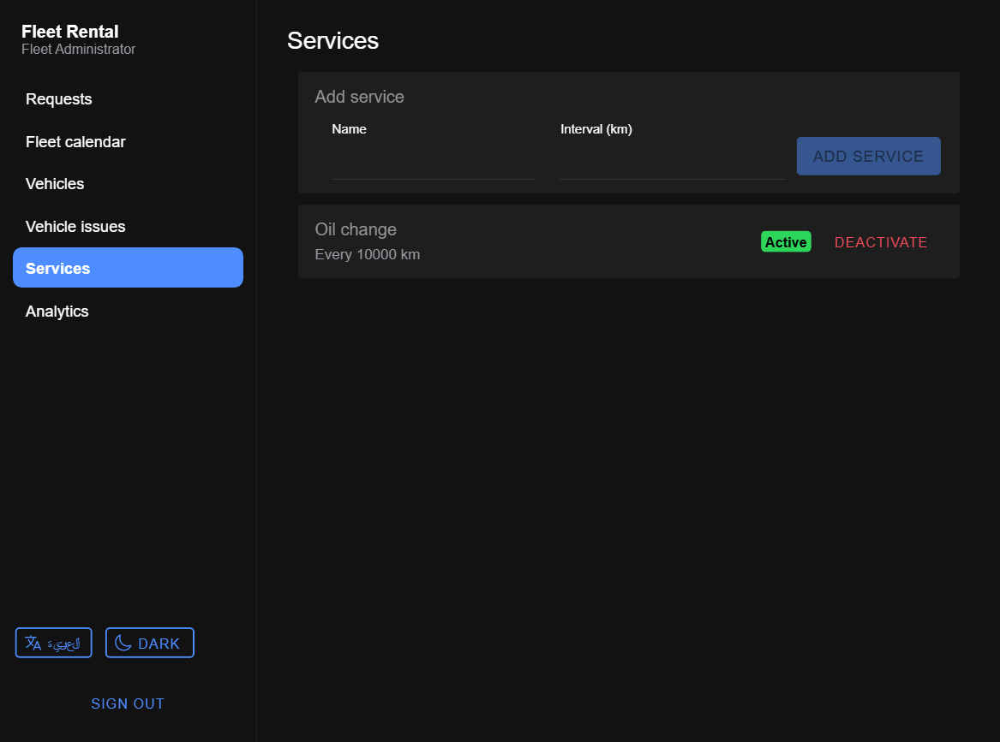 Fleet Rental
Fleet Administrator
Requests
Fleet calendar
Vehicles
Vehicle issues
Services
Analytics
العربية
DARK
SIGN OUT
Services
Add service
Name
Interval (km)
ADD SERVICE
Oil change
Every 10000 km
Active
DEACTIVATE